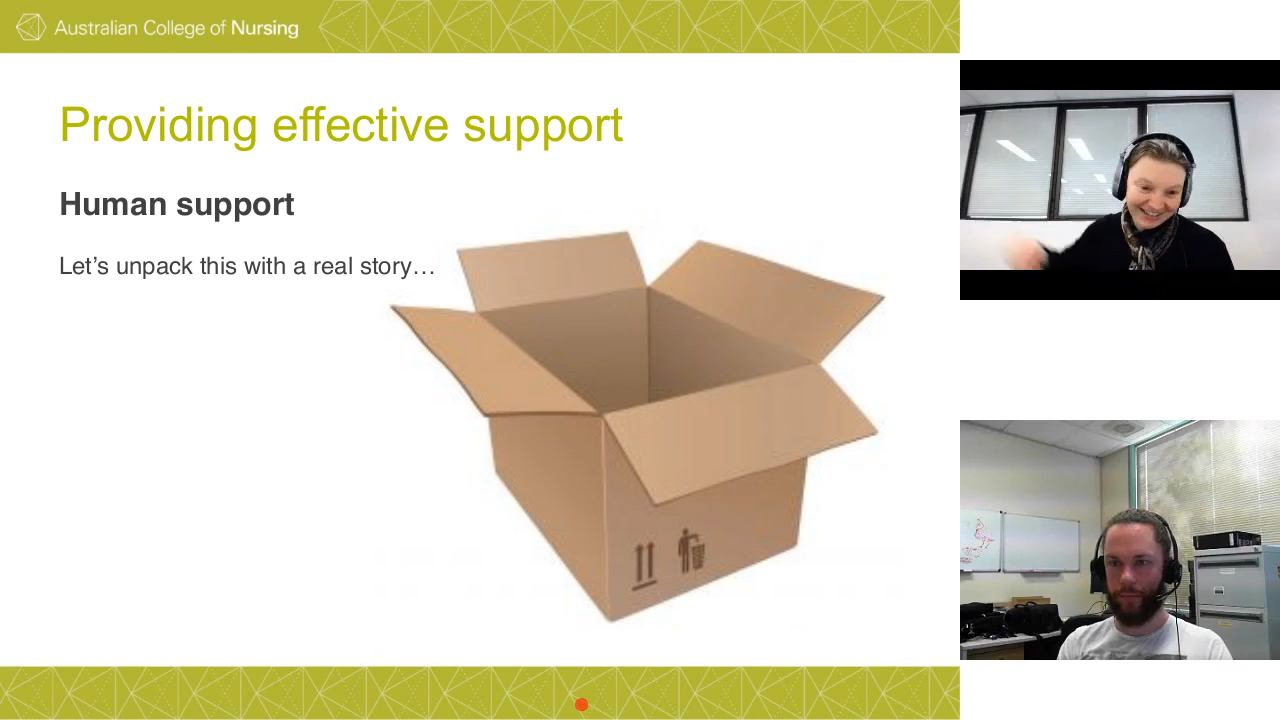 Australian College of Nursing
Providing effective support
Human support
Let’s unpack this with a real story…